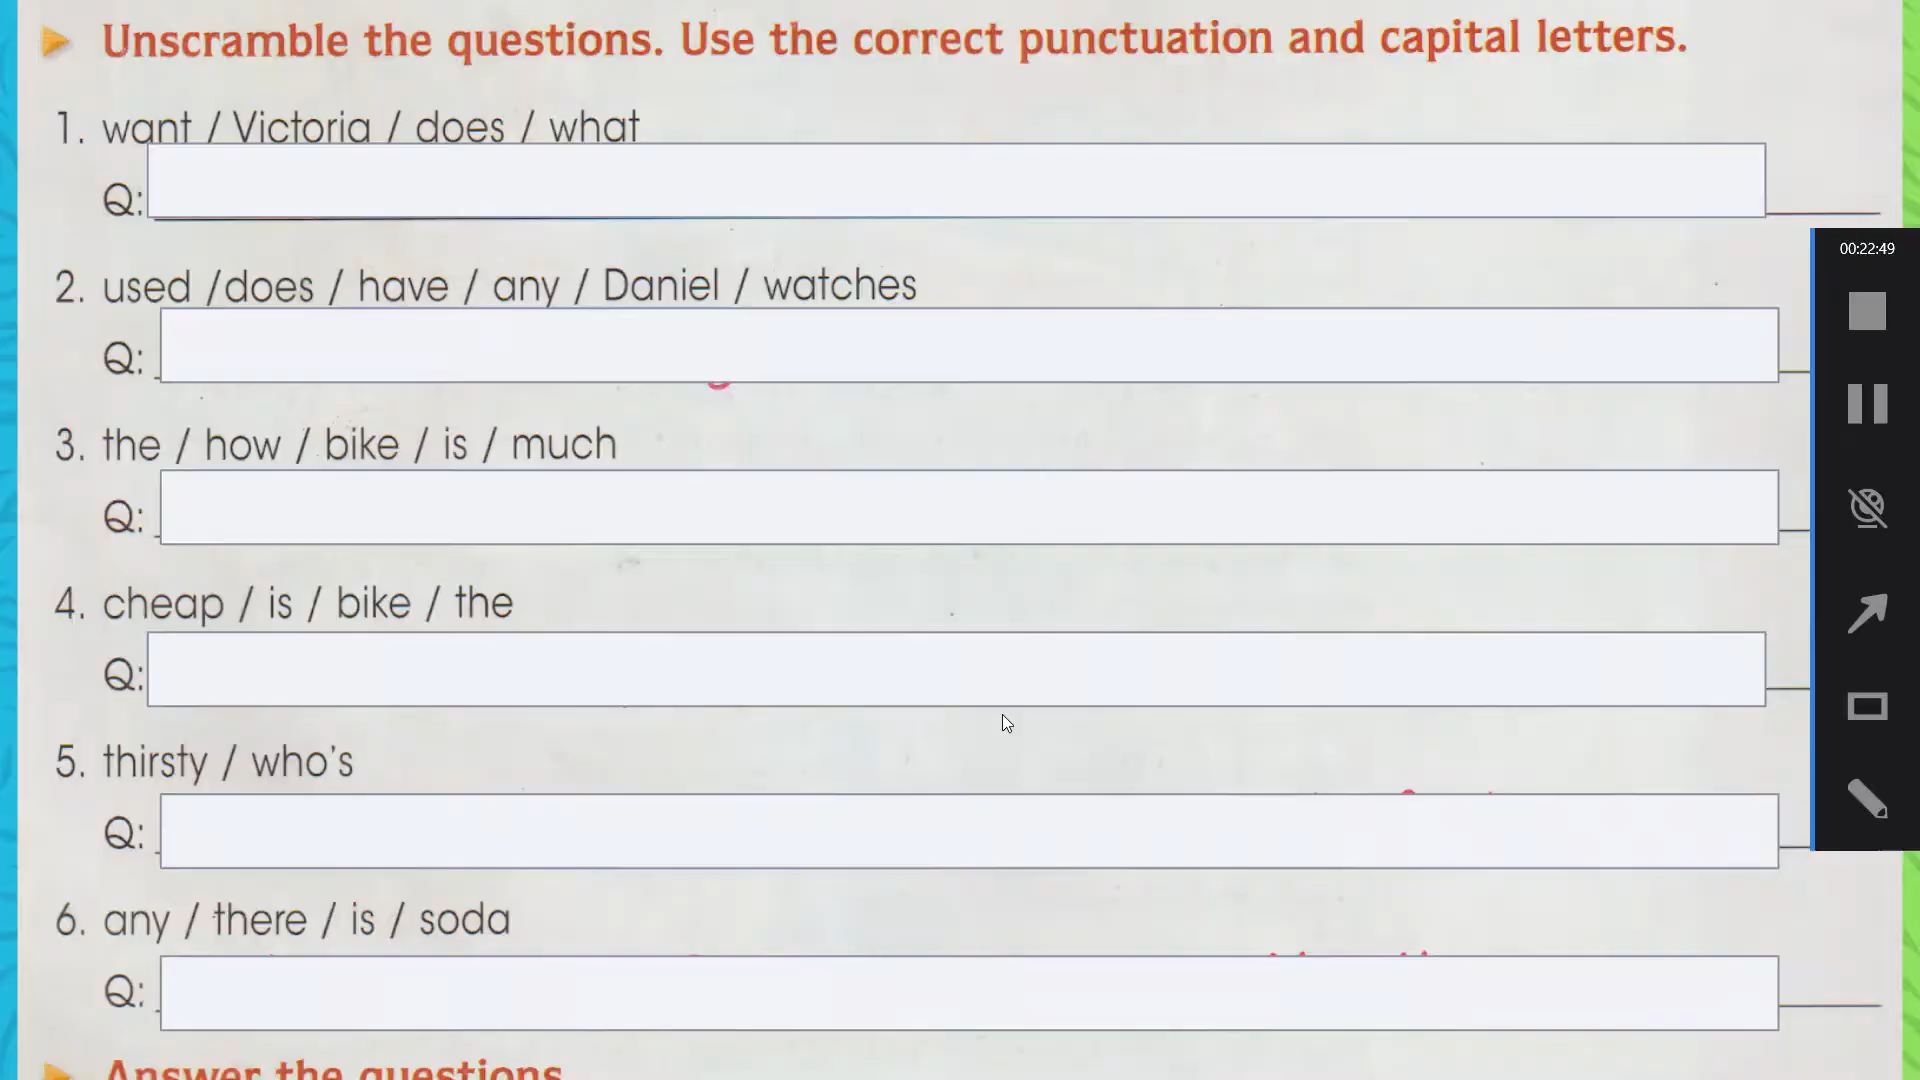 Unscramble the questions. Use the correct punctuation and capital letters.
1. want / Victoria / does / what
Q:
2. used /does / have / any / Daniel / watches
Q:
3. the / how / bike / is / much
Q:
4. cheap / is / bike / the
Q:
5. thirsty / who's
Q:
6. any / there / is / soda
Q:
Answer the questions.
00:22:49